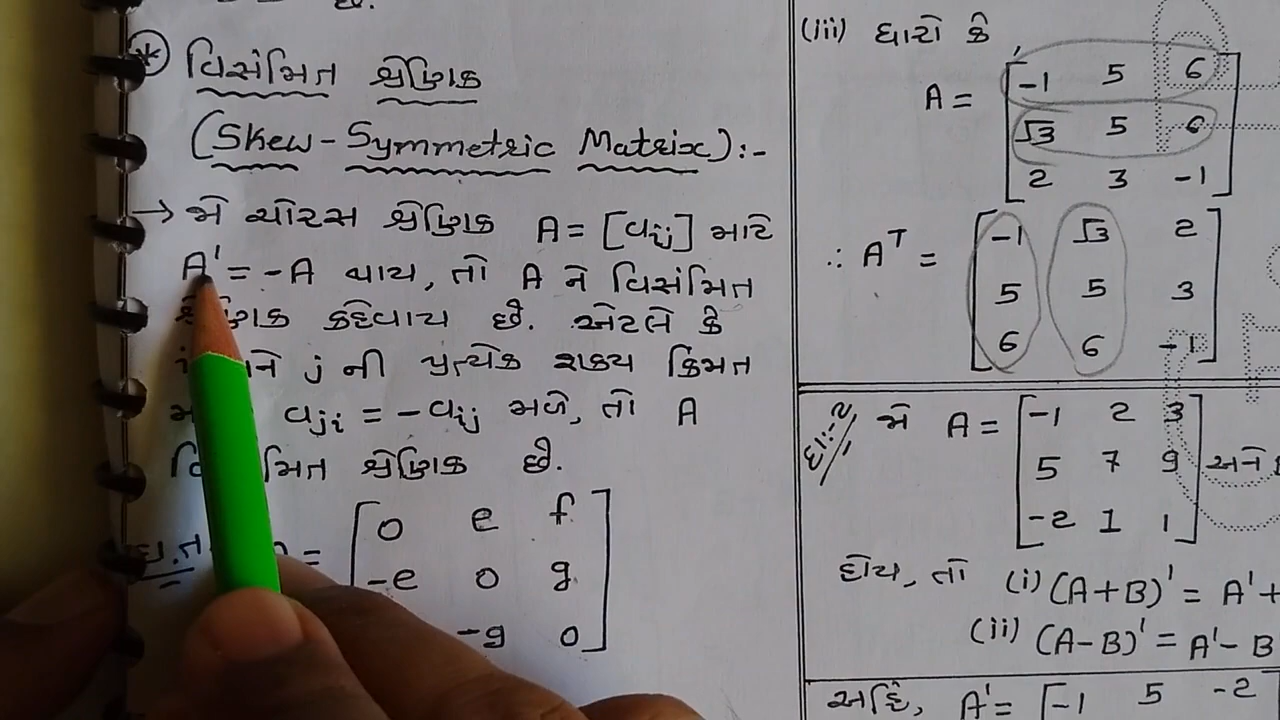 છે.
* વિસંમિત શ્રેણિક
(Skew-Symmetric Matrix):-
→ જો ચોરસ શ્રેણિક A = [aij] માટે
A' = -A થાય, તો A ને વિસંમિત
શ્રેણિક કહેવાય છે. એટલે કે
j ની પ્રત્યેક શક્ય કિંમત
aji = -aij મળે, તો A
શ્રેણિક છે.
=
0 e f
-e 0 g
-g 0
(iii) ધારો કે,
A =
-1 5 6
√3 5 6
2 3 -1
∴ A^T =
-1 √3 2
5 5 3
6 6 -1
દા.-૨ જો A =
-1 2 3
5 7 9
-2 1 1
અને
હોય, તો (i) (A+B)' = A'+
(ii) (A-B)' = A'-B
અહિં, A' = [-1 5 -2